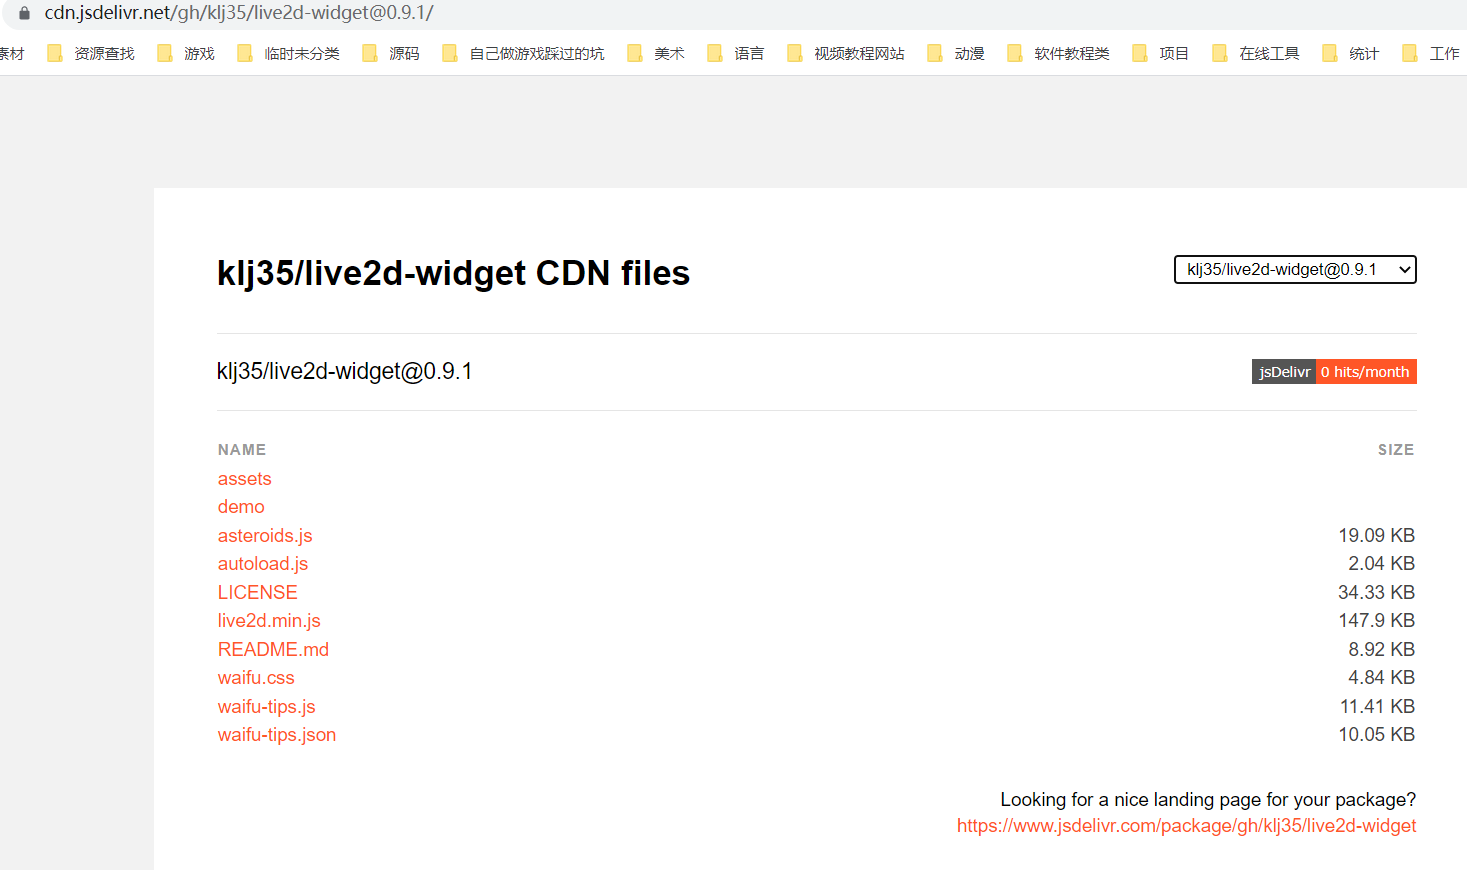 cdn.jsdelivr.net/gh/klj35/live2d-widget@0.9.1/
素材 资源查找 游戏 临时未分类 源码 自己做游戏踩过的坑 美术 语言 视频教程网站 动漫 软件教程类 项目 在线工具 统计 工作
klj35/live2d-widget CDN files klj35/live2d-widget@0.9.1
klj35/live2d-widget@0.9.1 jsDelivr 0 hits/month
NAME SIZE
assets
demo
asteroids.js 19.09 KB
autoload.js 2.04 KB
LICENSE 34.33 KB
live2d.min.js 147.9 KB
README.md 8.92 KB
waifu.css 4.84 KB
waifu-tips.js 11.41 KB
waifu-tips.json 10.05 KB
Looking for a nice landing page for your package?
https://www.jsdelivr.com/package/gh/klj35/live2d-widget